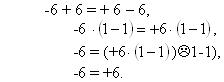 -6 + 6 = + 6 – 6,
-6 · (1–1) = +6 · (1–1) ,
-6 = (+6 · (1–1))☹1-1),
-6 = +6.